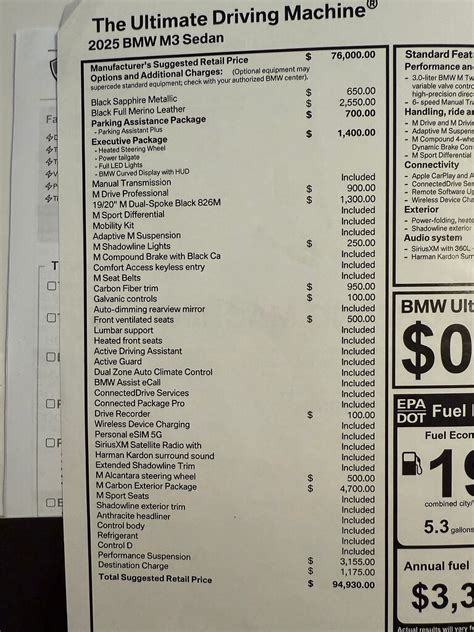 The Ultimate Driving Machine®
2025 BMW M3 Sedan
Manufacturer's Suggested Retail Price $ 76,000.00
Options and Additional Charges: (Optional equipment may
supercede standard equipment; check with your authorized BMW center).
Black Sapphire Metallic $ 650.00
Black Full Merino Leather $ 2,550.00
Parking Assistance Package $ 700.00
- Parking Assistant Plus
Executive Package $ 1,400.00
- Heated Steering Wheel
- Power tailgate
- Full LED Lights
- BMW Curved Display with HUD
Manual Transmission Included
M Drive Professional $ 900.00
19/20" M Dual-Spoke Black 826M $ 1,300.00
M Sport Differential Included
Mobility Kit Included
Adaptive M Suspension Included
M Shadowline Lights $ 250.00
M Compound Brake with Black Ca Included
Comfort Access keyless entry Included
M Seat Belts Included
Carbon Fiber trim $ 950.00
Galvanic controls $ 100.00
Auto-dimming rearview mirror Included
Front ventilated seats $ 500.00
Lumbar support Included
Heated front seats Included
Active Driving Assistant Included
Active Guard Included
Dual Zone Auto Climate Control Included
BMW Assist eCall Included
ConnectedDrive Services Included
Connected Package Pro Included
Drive Recorder $ 100.00
Wireless Device Charging Included
Personal eSIM 5G Included
SiriusXM Satellite Radio with Included
Harman Kardon surround sound Included
Extended Shadowline Trim Included
M Alcantara steering wheel $ 500.00
M Carbon Exterior Package $ 4,700.00
M Sport Seats Included
Shadowline exterior trim Included
Anthracite headliner Included
Control body Included
Refrigerant Included
Control D Included
Performance Suspension Included
Destination Charge $ 3,155.00
$ 1,175.00
Total Suggested Retail Price $ 94,930.00
Standard Feat
Performance an
- 3.0-liter BMW M Tw
variable valve contr
high-precision direc
- 6-speed Manual Tra
Handling, ride a
- M Drive and M Drive
- Adaptive M Suspens
- M Compound 4-whe
Dynamic Brake Con
- M Sport Differential
Connectivity
- Apple CarPlay and A
- ConnectedDrive Serv
- Remote Software Up
- Wireless Device Cha
Exterior
- Power-folding, heate
- Shadowline exterior
Audio system
- SiriusXM with 360L
- Harman Kardon Surr
BMW Ult
$0
EPA
DOT
Fuel
Fuel Econ
19
combined city/
5.3 gallons
Annual fuel
$3,3
Actual results will vary fo